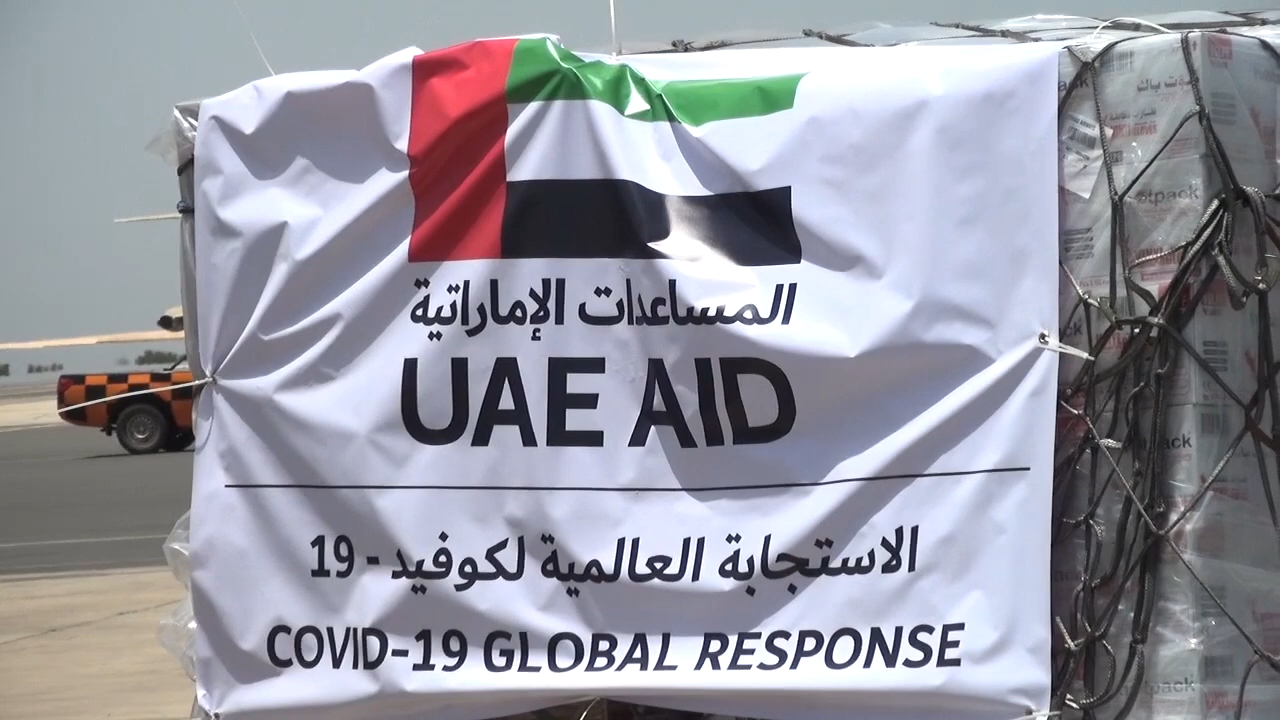 المساعدات الإماراتية
UAE AID
الاستجابة العالمية لكوفيد - 19
COVID-19 GLOBAL RESPONSE